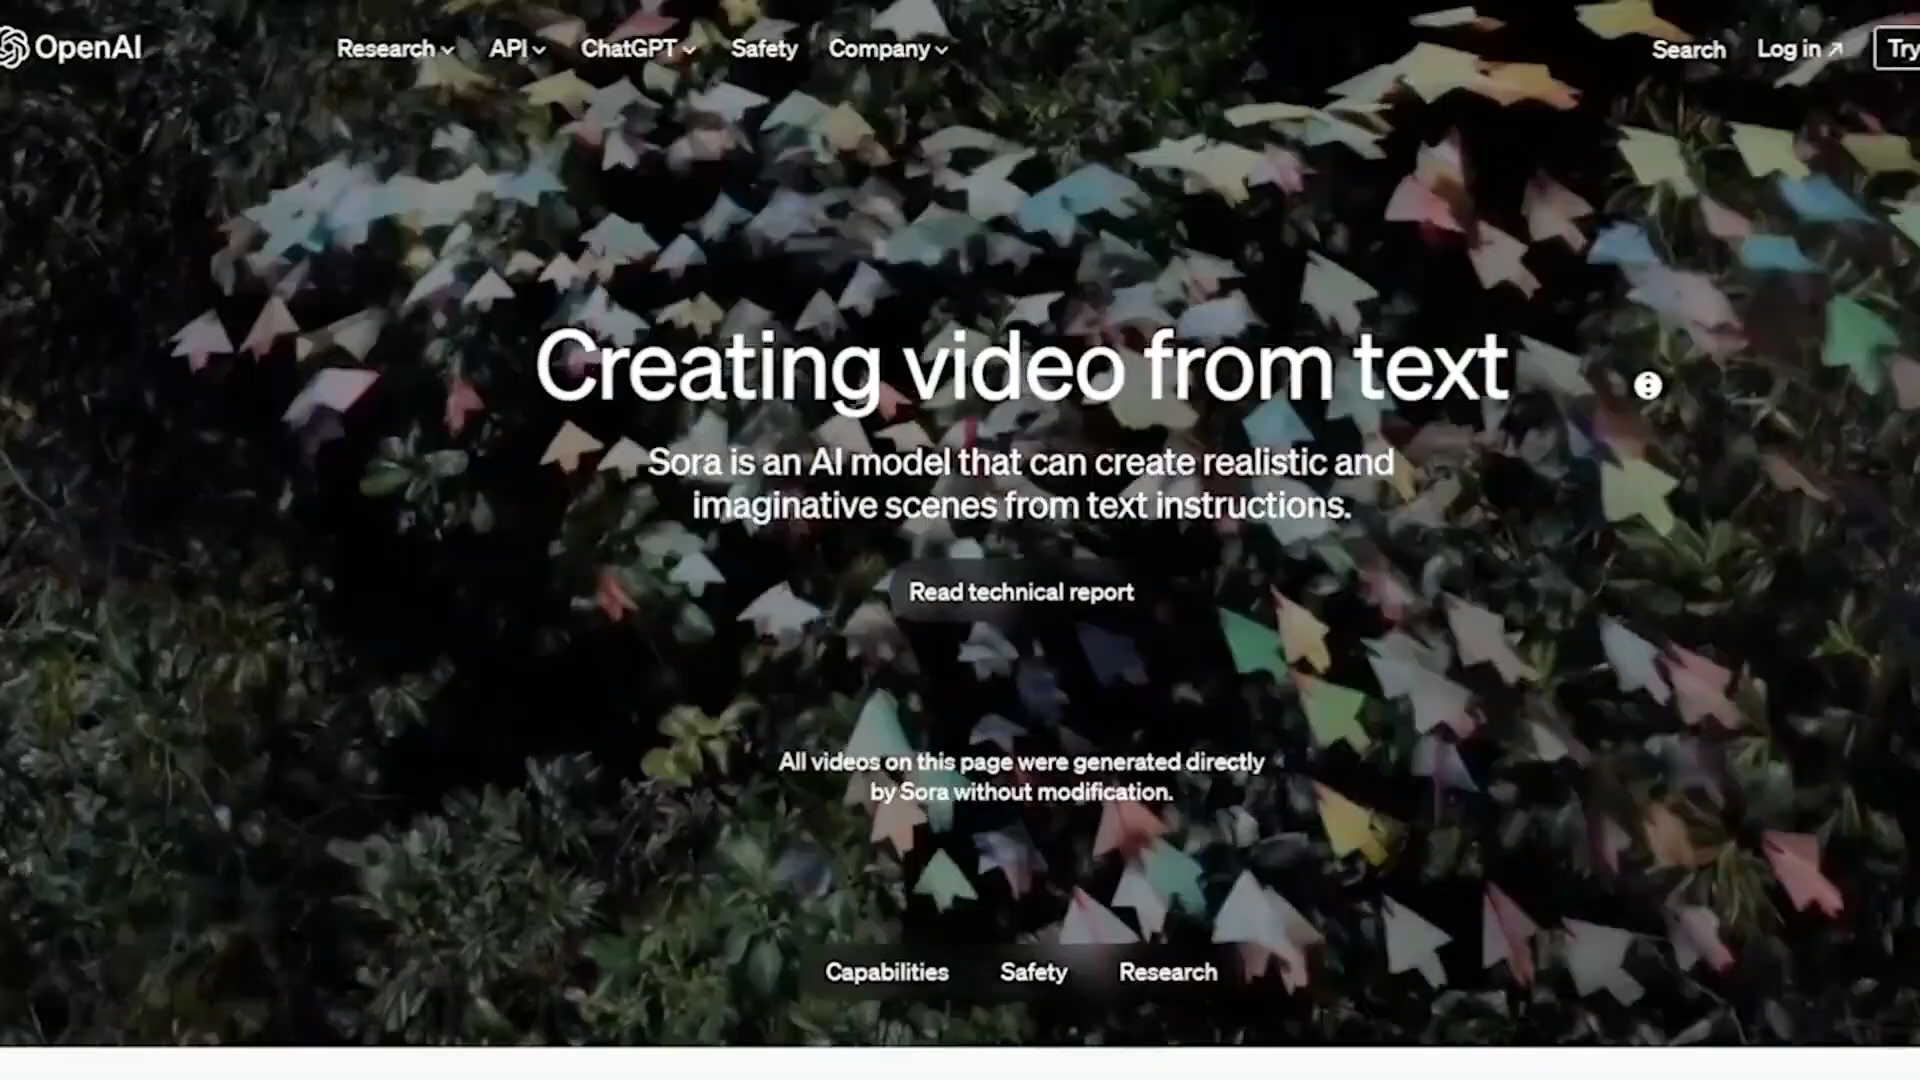 OpenAI
Research API ChatGPT Safety Company
Search Log in Try
Creating video from text
Sora is an AI model that can create realistic and
imaginative scenes from text instructions.
Read technical report
All videos on this page were generated directly
by Sora without modification.
Capabilities Safety Research